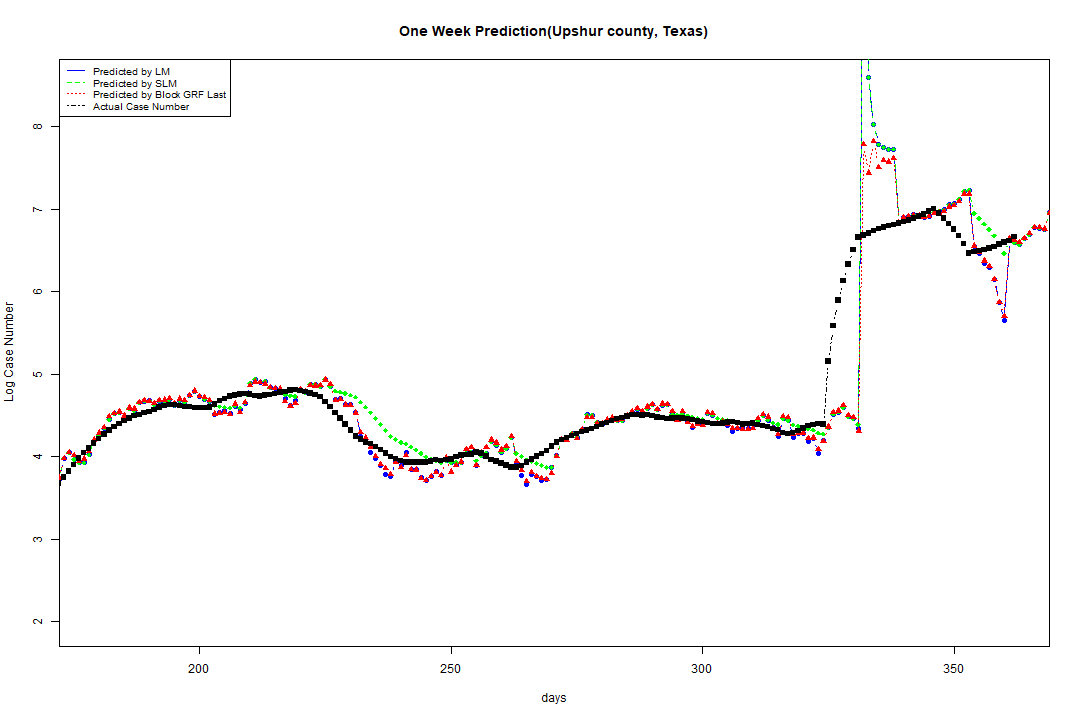 One Week Prediction(Upshur county, Texas)
Predicted by LM
Predicted by SLM
Predicted by Block GRF Last
Actual Case Number
Log Case Number
8
7
6
5
4
3
2
200
250
300
350
days